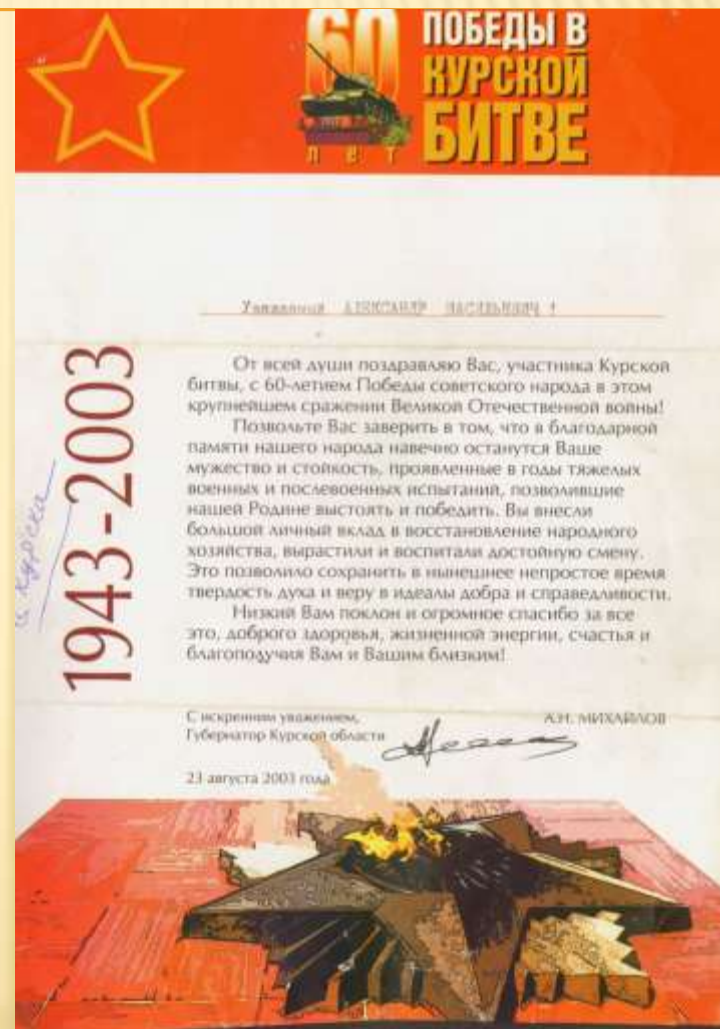 60
лет
ПОБЕДЫ В
КУРСКОЙ
БИТВЕ
АЛЕКСАНДР !
1943-2003
От всей души поздравляю Вас, участника Курской
битвы, с 60-летием Победы советского народа в этом
крупнейшем сражении Великой Отечественной войны!
Позвольте Вас заверить в том, что в благодарной
памяти нашего народа навечно останутся Ваше
мужество и стойкость, проявленные в годы тяжелых
военных и послевоенных испытаний, позволившие
нашей Родине выстоять и победить. Вы внесли
большой личный вклад в восстановление народного
хозяйства, вырастили и воспитали достойную смену.
Это позволило сохранить в нынешнее непростое время
твердость духа и веру в идеалы добра и справедливости.
Низкий Вам поклон и огромное спасибо за все
это, доброго здоровья, жизненной энергии, счастья и
благополучия Вам и Вашим близким!
С искренним уважением,
Губернатор Курской области
А.Н. МИХАЙЛОВ
23 августа 2003 года